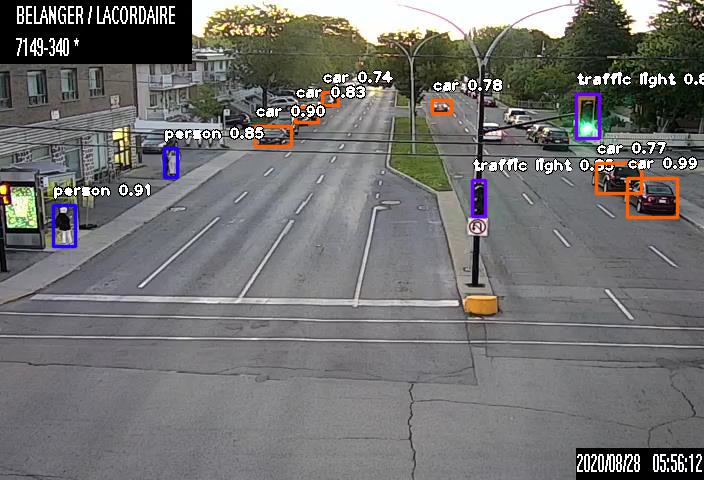 BELANGER / LACORDAIRE
7149-340 *
car 0.74
car 0.83
car 0.78
traffic light 0.8
car 0.90
person 0.85
car 0.77
traffic light
car 0.99
person 0.91
2020/08/28 05:56:12